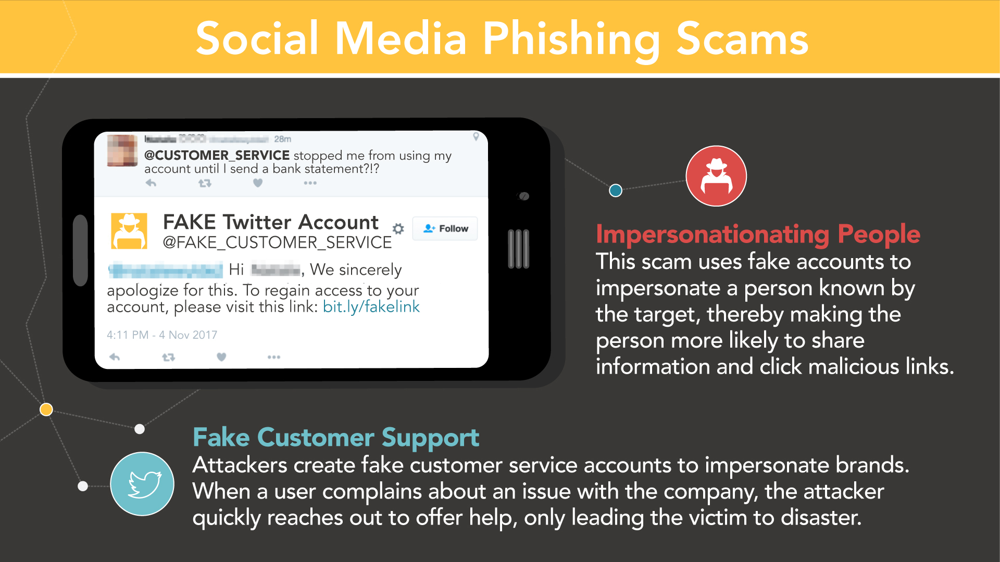 Social Media Phishing Scams
28m
@CUSTOMER_SERVICE stopped me from using my
account until I send a bank statement?!?
FAKE Twitter Account
@FAKE_CUSTOMER_SERVICE
Follow
Hi , We sincerely
apologize for this. To regain access to your
account, please visit this link: bit.ly/fakelink
4:11 PM - 4 Nov 2017
Impersonationating People
This scam uses fake accounts to
impersonate a person known by
the target, thereby making the
person more likely to share
information and click malicious links.
Fake Customer Support
Attackers create fake customer service accounts to impersonate brands.
When a user complains about an issue with the company, the attacker
quickly reaches out to offer help, only leading the victim to disaster.